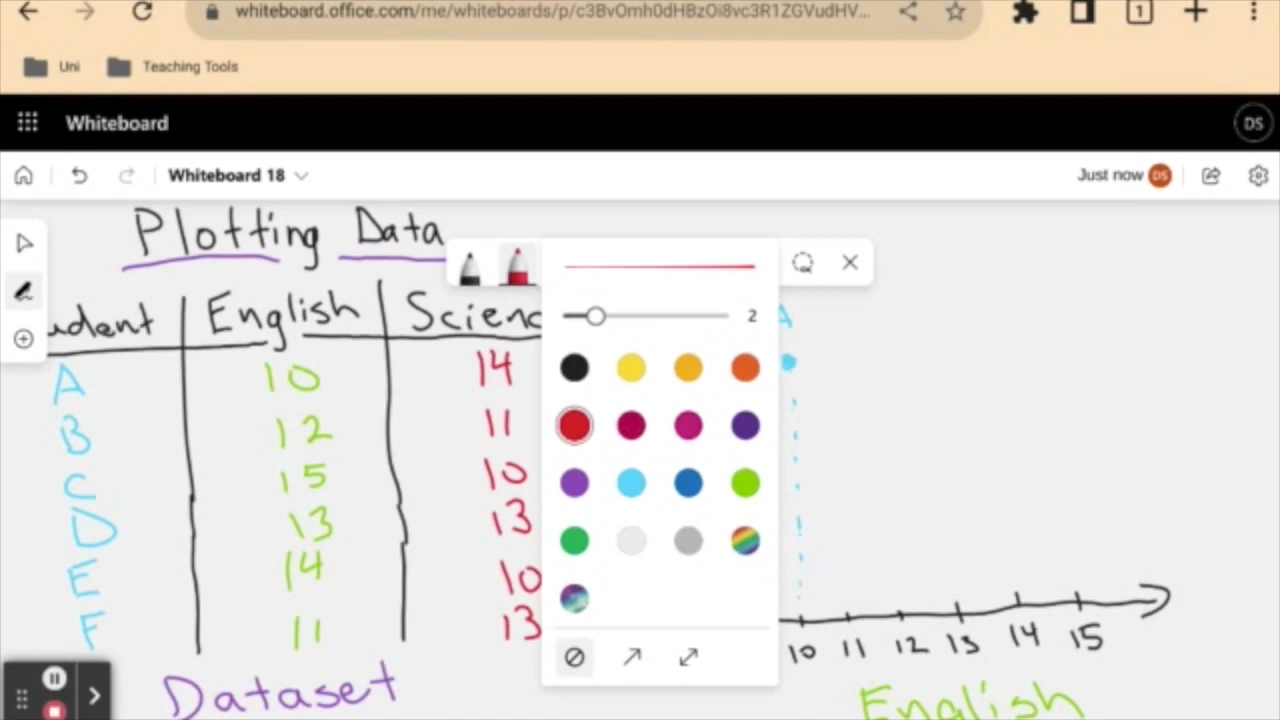 whiteboard.office.com/me/whiteboards/p/c3BvOmh0dHBzOi8vc3R1ZGVudHV...
1
Uni Teaching Tools
Whiteboard DS
Whiteboard 18 Just now DS
Plotting Data
udent English Scienc
2
A
A 10 14
B 12 11
C 15 10
D 13 13
E 14 10
F 11 13
10 11 12 13 14 15
Dataset English